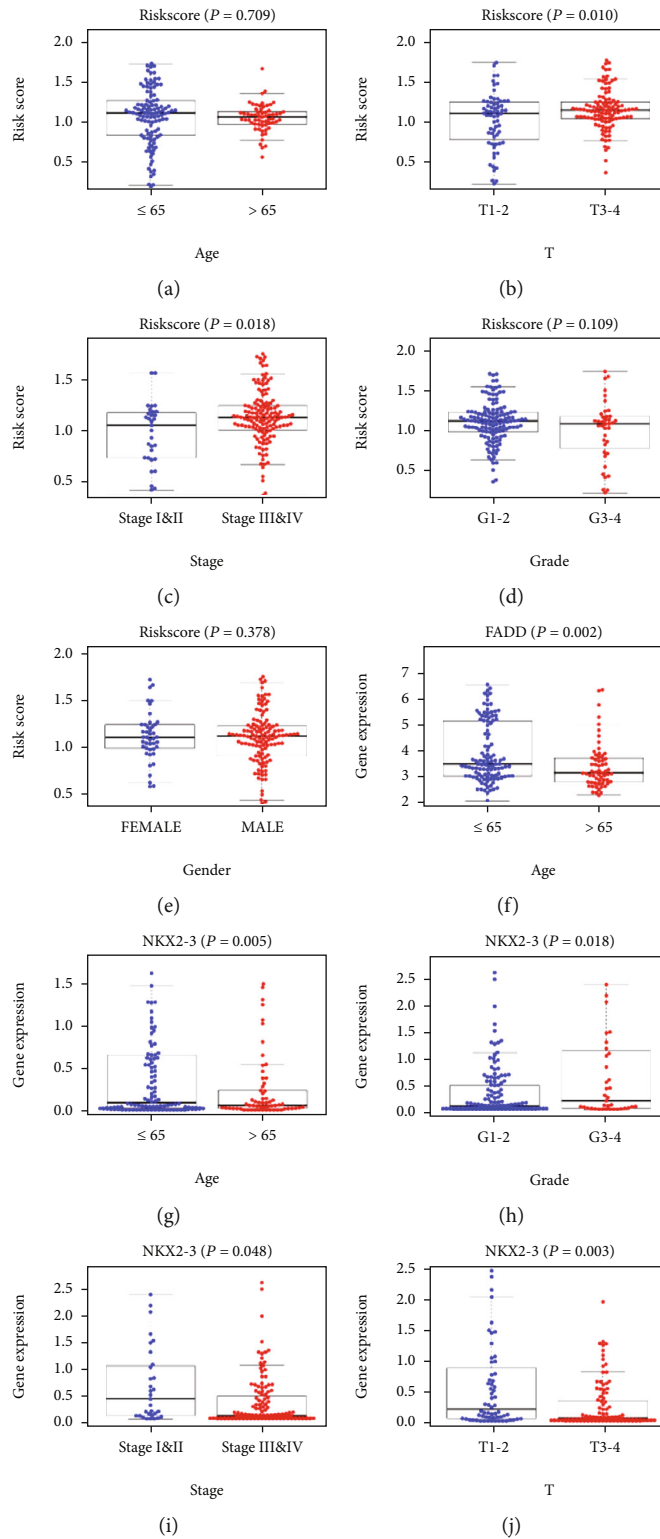 Riskscore (P = 0.709)
Risk score
2.0
1.5
1.0
0.5
≤ 65
> 65
Age
(a)
Riskscore (P = 0.010)
Risk score
2.0
1.5
1.0
0.5
T1-2
T3-4
T
(b)
Riskscore (P = 0.018)
Risk score
1.5
1.0
0.5
Stage I&II
Stage III&IV
Stage
(c)
Riskscore (P = 0.109)
Risk score
2.0
1.5
1.0
0.5
G1-2
G3-4
Grade
(d)
Riskscore (P = 0.378)
Risk score
2.0
1.5
1.0
0.5
FEMALE
MALE
Gender
(e)
FADD (P = 0.002)
Gene expression
7
6
5
4
3
2
≤ 65
> 65
Age
(f)
NKX2-3 (P = 0.005)
Gene expression
1.5
1.0
0.5
0.0
≤ 65
> 65
Age
(g)
NKX2-3 (P = 0.018)
Gene expression
2.5
2.0
1.5
1.0
0.5
0.0
G1-2
G3-4
Grade
(h)
NKX2-3 (P = 0.048)
Gene expression
2.5
2.0
1.5
1.0
0.5
0.0
Stage I&II
Stage III&IV
Stage
(i)
NKX2-3 (P = 0.003)
Gene expression
2.5
2.0
1.5
1.0
0.5
0.0
T1-2
T3-4
T
(j)